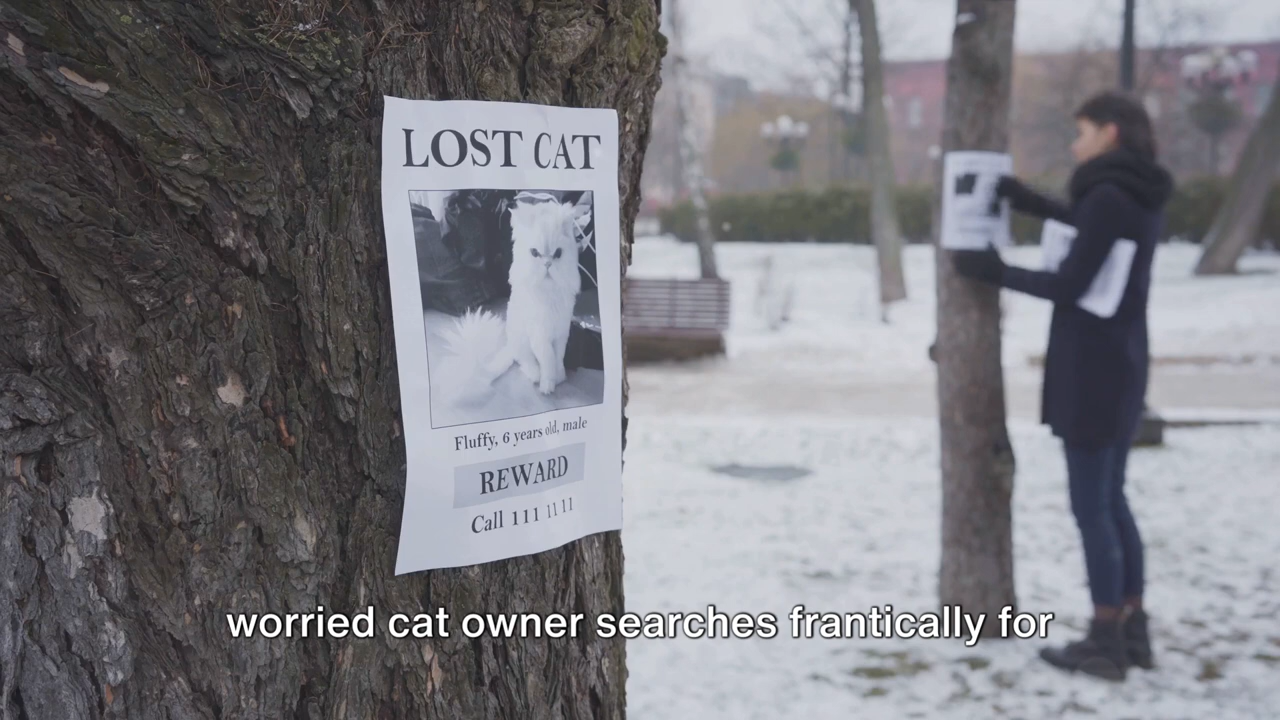 LOST CAT
Fluffy, 6 years old, male
REWARD
Call 111 11 11
worried cat owner searches frantically for